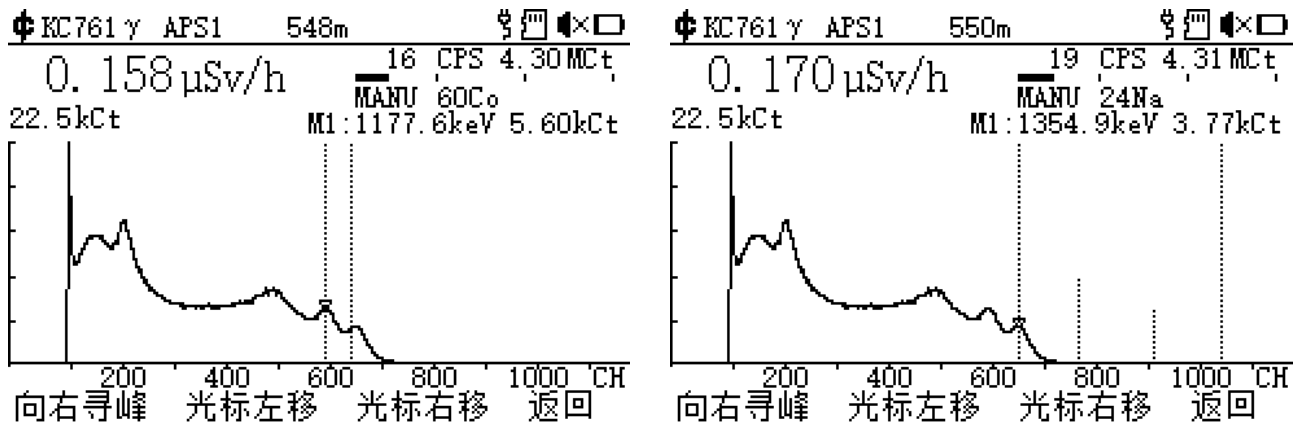 KC761γ APS1 548m
0.158μSv/h
16 CPS 4.30MCt
MANU 60Co
22.5kCt
M1:1177.6keV 5.60kCt
200 400 600 800 1000 CH
向右寻峰 光标左移 光标右移 返回
KC761γ APS1 550m
0.170μSv/h
19 CPS 4.31MCt
MANU 24Na
22.5kCt
M1:1354.9keV 3.77kCt
200 400 600 800 1000 CH
向右寻峰 光标左移 光标右移 返回